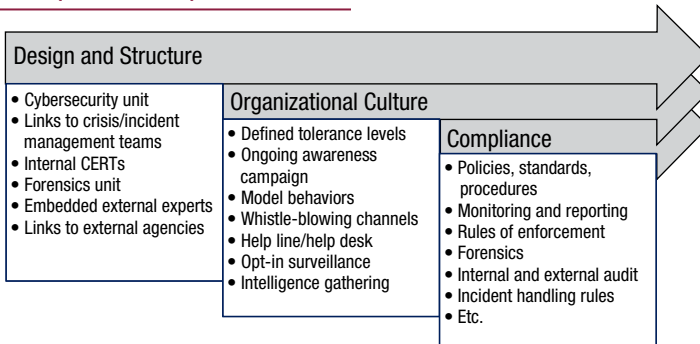 Design and Structure
• Cybersecurity unit
• Links to crisis/incident
management teams
• Internal CERTs
• Forensics unit
• Embedded external experts
• Links to external agencies
Organizational Culture
• Defined tolerance levels
• Ongoing awareness
campaign
• Model behaviors
• Whistle-blowing channels
• Help line/help desk
• Opt-in surveillance
• Intelligence gathering
Compliance
• Policies, standards,
procedures
• Monitoring and reporting
• Rules of enforcement
• Forensics
• Internal and external audit
• Incident handling rules
• Etc.